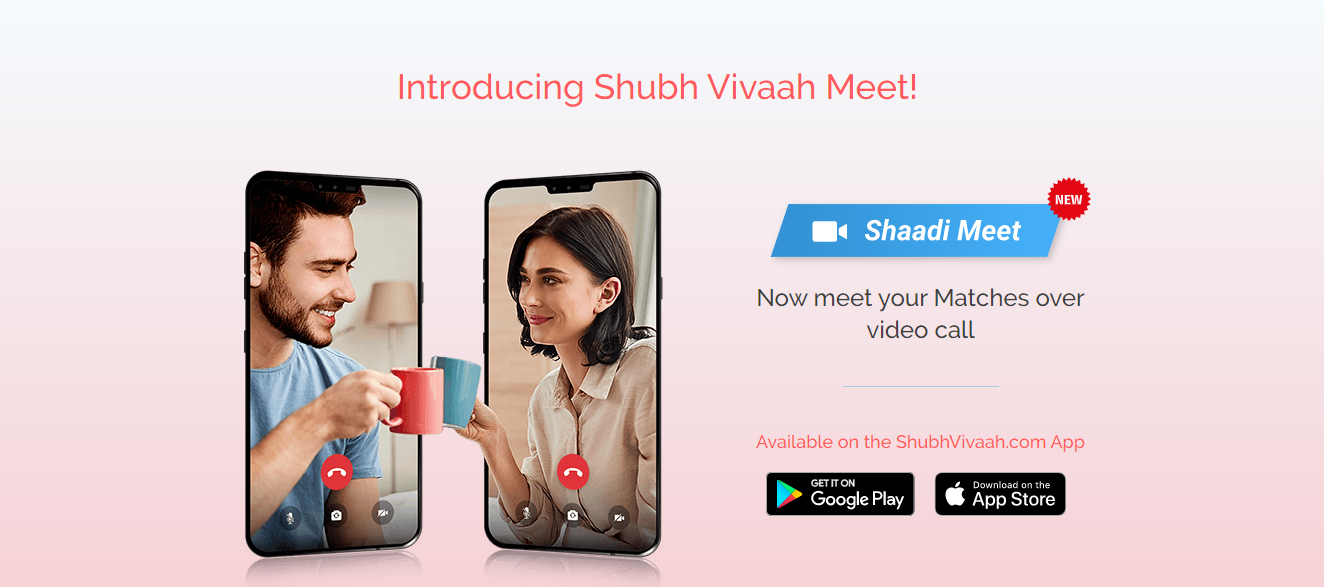 Introducing Shubh Vivaah Meet!
NEW
Shaadi Meet
Now meet your Matches over
video call
Available on the ShubhVivaah.com App
GET IT ON
Google Play
Download on the
App Store